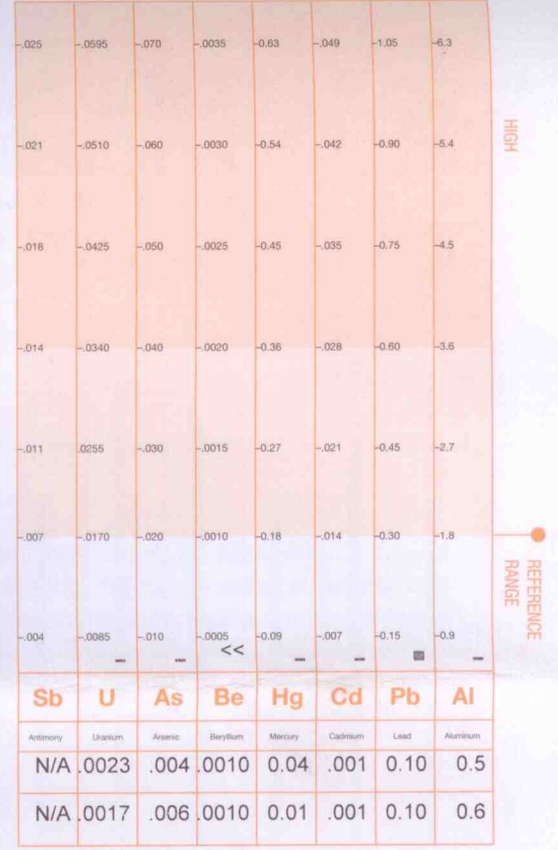 -.025 -.0595 -.070 -.0035 -0.63 -.049 -1.05 -6.3
HIGH
-.021 -.0510 -.060 -.0030 -0.54 -.042 -0.90 -5.4
-.018 -.0425 -.050 -.0025 -0.45 -.035 -0.75 -4.5
-.014 -.0340 -.040 -.0020 -0.36 -.028 -0.60 -3.6
-.011 .0255 -.030 -.0015 -0.27 -.021 -0.45 -2.7
-.007 -.0170 -.020 -.0010 -0.18 -.014 -0.30 -1.8
REFERENCE
RANGE
-.004 -.0085 -.010 -.0005 -0.09 -.007 -0.15 -0.9
<<
Sb U As Be Hg Cd Pb Al
Antimony Uranium Arsenic Beryllium Mercury Cadmium Lead Aluminum
N/A .0023 .004 .0010 0.04 .001 0.10 0.5
N/A .0017 .006 .0010 0.01 .001 0.10 0.6